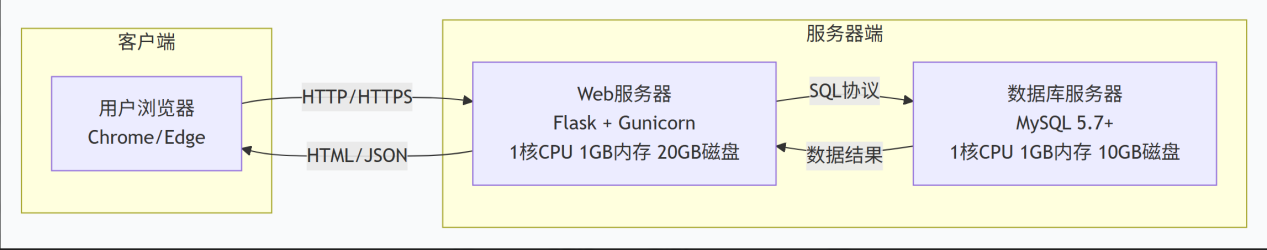 客户端
用户浏览器
Chrome/Edge
HTTP/HTTPS
HTML/JSON
服务器端
Web服务器
Flask + Gunicorn
1核CPU 1GB内存 20GB磁盘
SQL协议
数据结果
数据库服务器
MySQL 5.7+
1核CPU 1GB内存 10GB磁盘